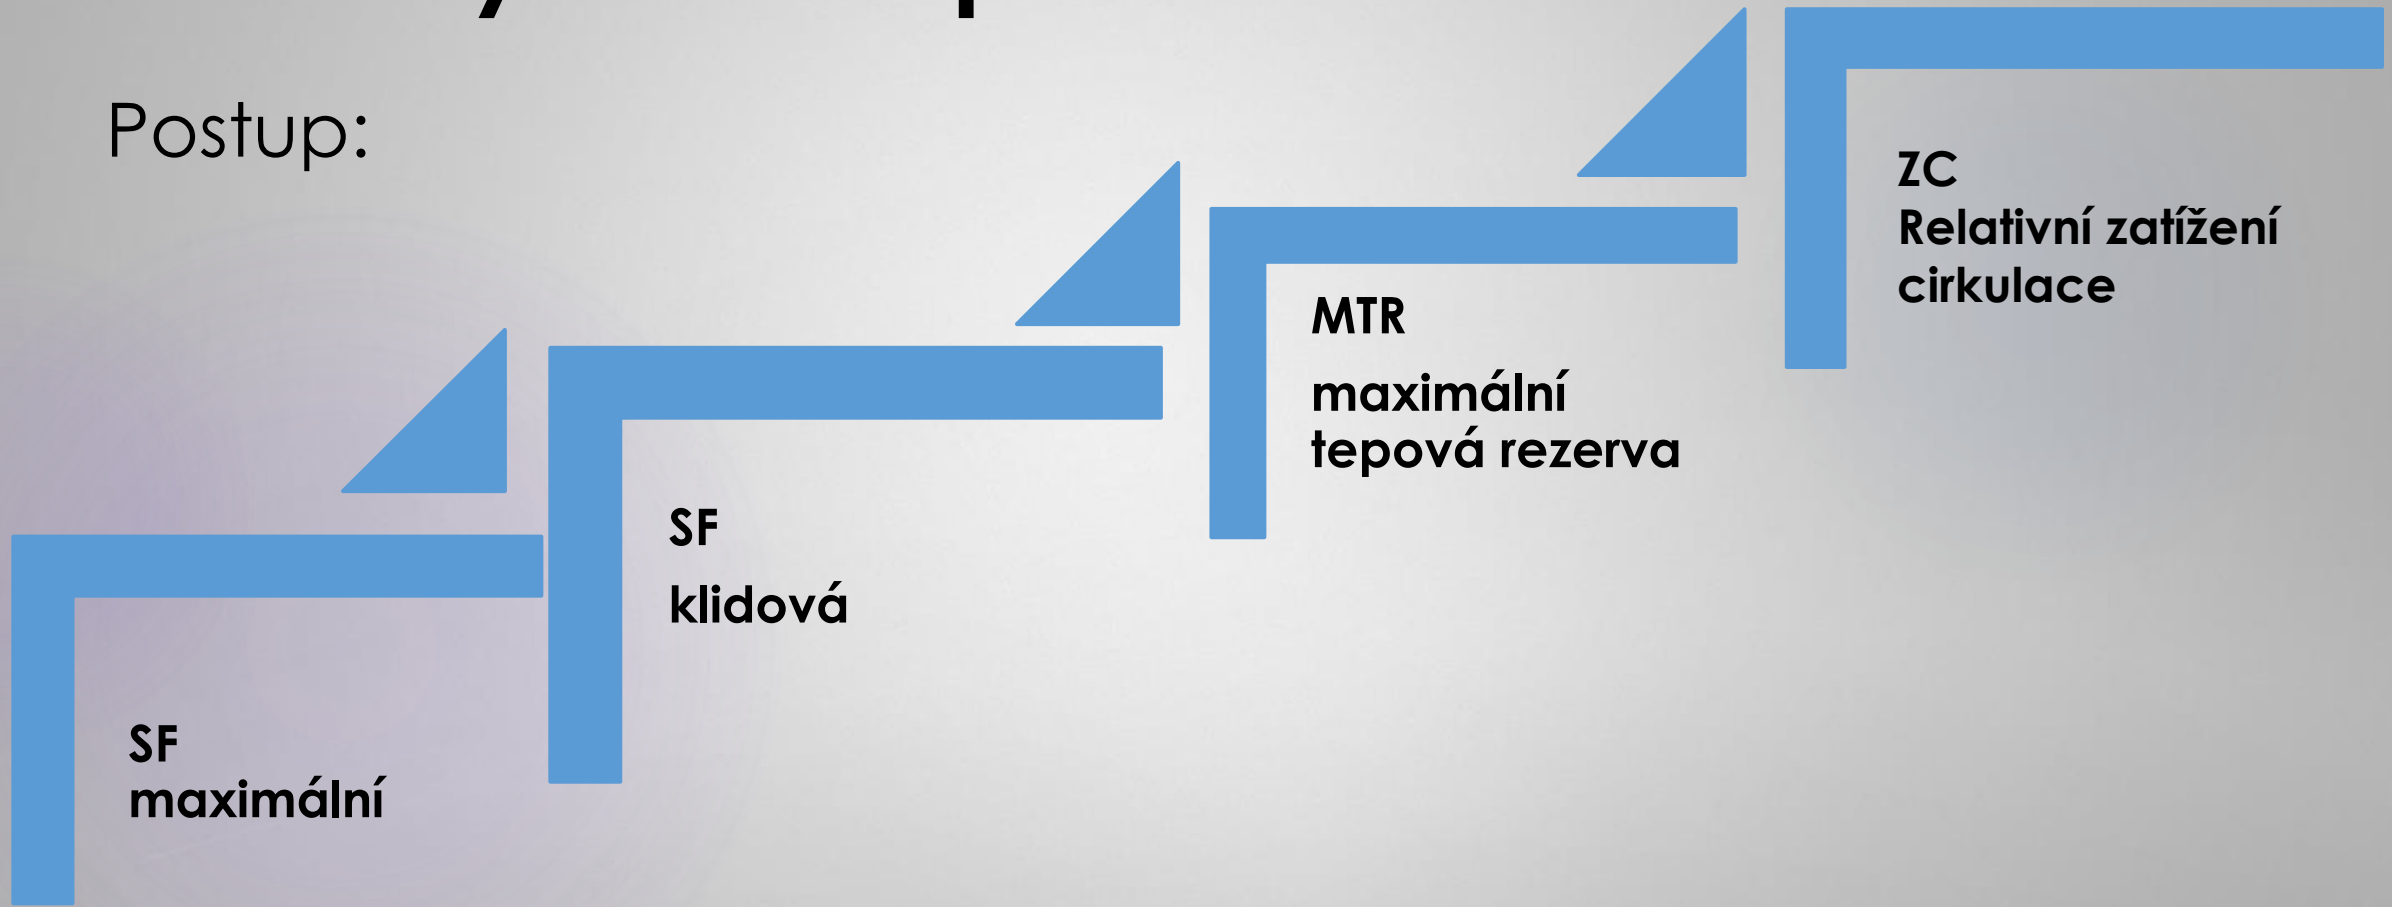 Postup:
SF
maximální
SF
klidová
MTR
maximální
tepová rezerva
ZC
Relativní zatížení
cirkulace